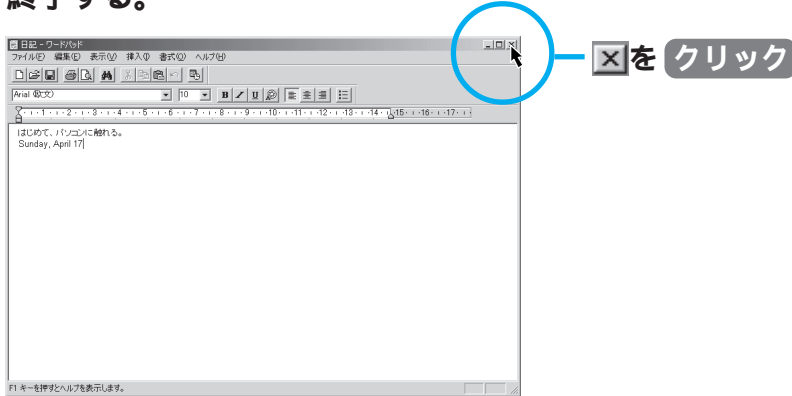 終了する。
日記 - ワードパッド
ファイル(F) 編集(E) 表示(V) 挿入(I) 書式(O) ヘルプ(H)
Arial (欧文) 10 B I U
1 2 3 4 5 6 7 8 9 10 11 12 13 14 15 16 17
はじめて、パソコンに触れる。
Sunday, April 17
F1 キーを押すとヘルプを表示します。
×を クリック